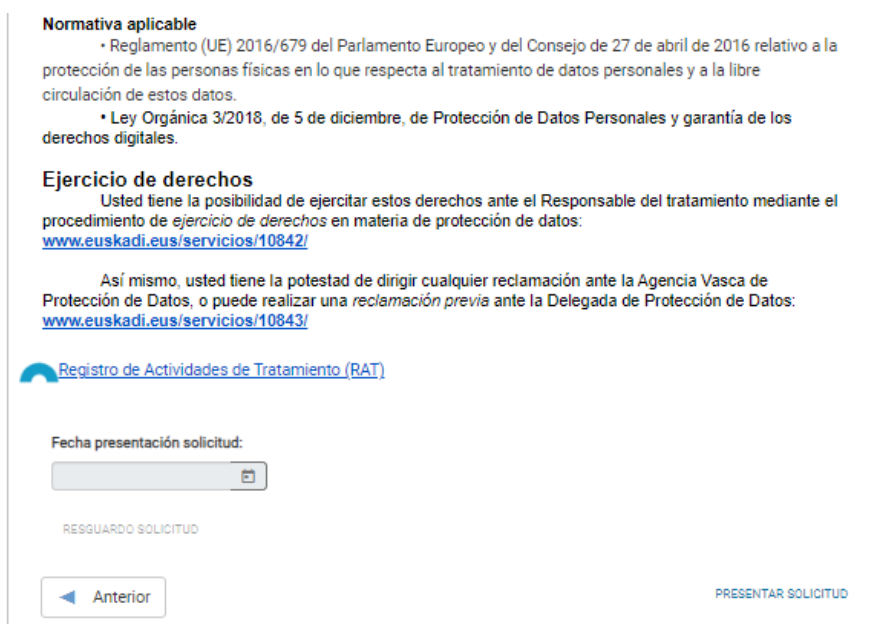 Normativa aplicable
• Reglamento (UE) 2016/679 del Parlamento Europeo y del Consejo de 27 de abril de 2016 relativo a la
protección de las personas físicas en lo que respecta al tratamiento de datos personales y a la libre
circulación de estos datos.
• Ley Orgánica 3/2018, de 5 de diciembre, de Protección de Datos Personales y garantía de los
derechos digitales.
Ejercicio de derechos
Usted tiene la posibilidad de ejercitar estos derechos ante el Responsable del tratamiento mediante el
procedimiento de ejercicio de derechos en materia de protección de datos:
www.euskadi.eus/servicios/10842/
Así mismo, usted tiene la potestad de dirigir cualquier reclamación ante la Agencia Vasca de
Protección de Datos, o puede realizar una reclamación previa ante la Delegada de Protección de Datos:
www.euskadi.eus/servicios/10843/
Registro de Actividades de Tratamiento (RAT)
Fecha presentación solicitud:
RESGUARDO SOLICITUD
Anterior
PRESENTAR SOLICITUD